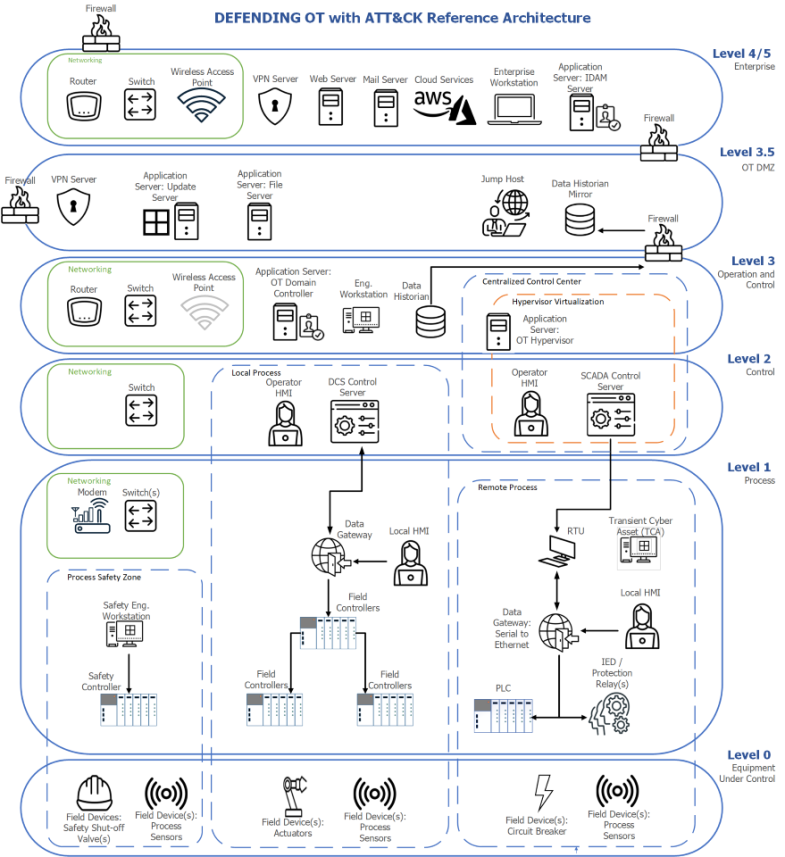 DEFENDING OT with ATT&CK Reference Architecture
Firewall
Level 4/5
Enterprise
Networking
Router
Switch
Wireless Access
Point
VPN Server
Web Server
Mail Server
Cloud Services
aws
Enterprise
Workstation
Application
Server: IDAM
Server
Firewall
Level 3.5
OT DMZ
Firewall
VPN Server
Application
Server: Update
Server
Application
Server: File
Server
Jump Host
Data Historian
Mirror
Firewall
Level 3
Operation and
Control
Networking
Router
Switch
Wireless Access
Point
Application Server:
OT Domain
Controller
Eng.
Workstation
Data
Historian
Centralized Control Center
Hypervisor Virtualization
Application
Server:
OT Hypervisor
Level 2
Control
Networking
Switch
Local Process
Operator
HMI
DCS Control
Server
Operator
HMI
SCADA Control
Server
Level 1
Process
Networking
Modem
Switch(s)
Data
Gateway
Local HMI
Remote Process
RTU
Transient Cyber
Asset (TCA)
Process Safety Zone
Safety Eng.
Workstation
Field
Controllers
Data
Gateway:
Serial to
Ethernet
Local HMI
Safety
Controller
Field
Controllers
Field
Controllers
PLC
IED /
Protection
Relay(s)
Level 0
Equipment
Under Control
Field Devices:
Safety Shut-off
Valve(s)
Field Device(s):
Process
Sensors
Field Device(s):
Actuators
Field Device(s):
Process
Sensors
Field Device(s):
Circuit Breaker
Field Device(s):
Process
Sensors